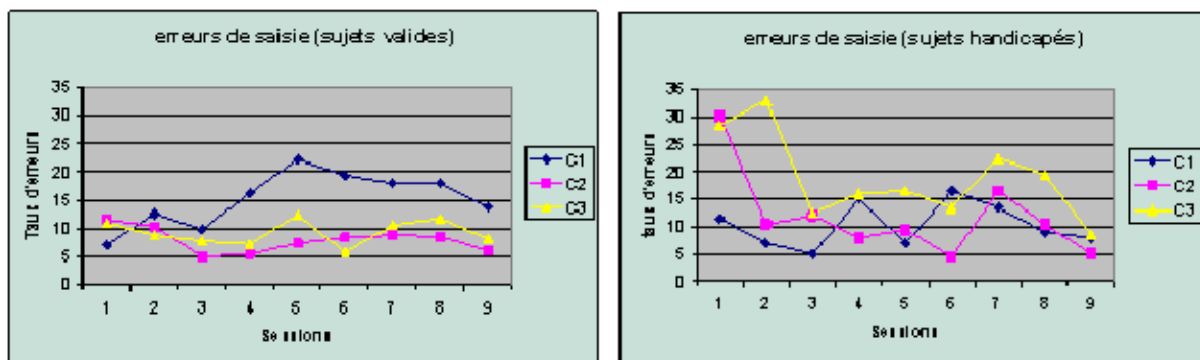 erreurs de saisie (sujets valides)
Taux d'erreurs
35
30
25
20
15
10
5
0
1 2 3 4 5 6 7 8 9
Sessions
C1
C2
C3
erreurs de saisie (sujets handicapés)
taux d'erreurs
35
30
25
20
15
10
5
0
1 2 3 4 5 6 7 8 9
Sessions
C1
C2
C3